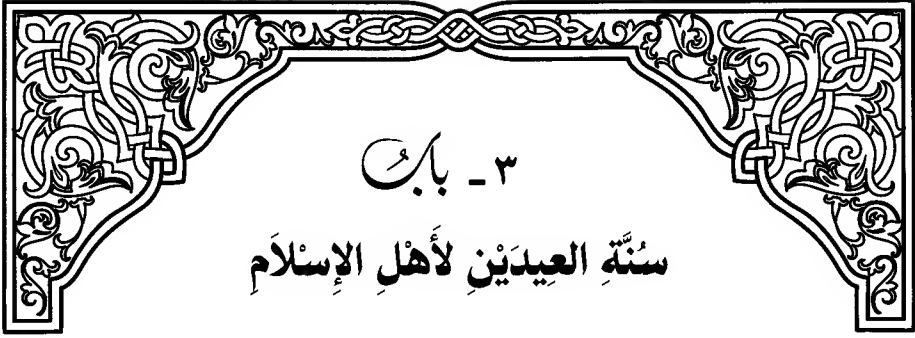 ٣ ـ بابُ
سُنَّةِ العِيدَيْنِ لأَهْلِ الإِسْلَامِ